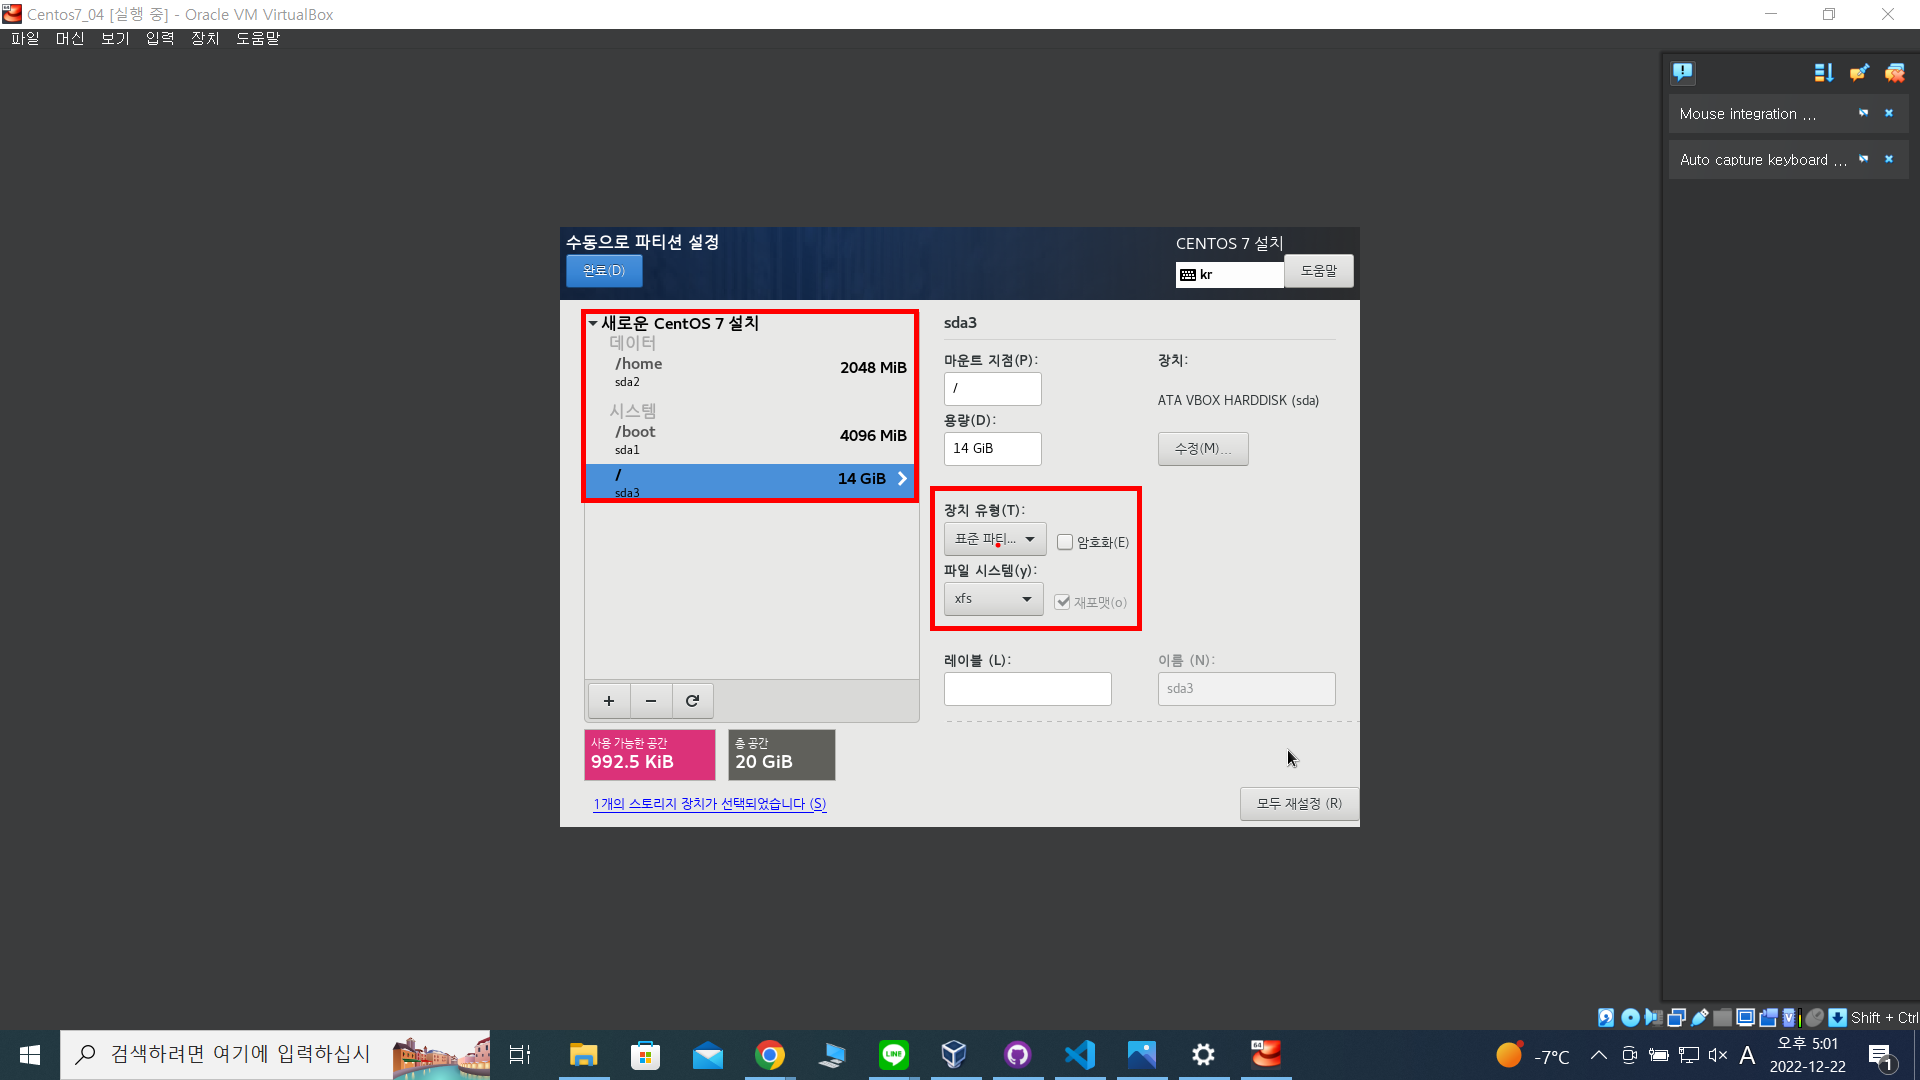 Centos7_04 [실행 중] - Oracle VM VirtualBox
파일 머신 보기 입력 장치 도움말
Mouse integration ...
Auto capture keyboard ...
수동으로 파티션 설정
완료(D)
CENTOS 7 설치
kr
도움말
새로운 CentOS 7 설치
데이터
/home
2048 MiB
sda2
시스템
/boot
4096 MiB
sda1
/
14 GiB
sda3
sda3
마운트 지점(P):
/
용량(D):
14 GiB
장치:
ATA VBOX HARDDISK (sda)
수정(M)...
장치 유형(T):
표준 파티...
암호화(E)
파일 시스템(y):
xfs
재포맷(o)
레이블 (L):
이름 (N):
sda3
사용 가능한 공간
992.5 KiB
총 공간
20 GiB
1개의 스토리지 장치가 선택되었습니다 (S)
모두 재설정 (R)
Shift + Ctrl
검색하려면 여기에 입력하십시
LINE
64
-7°C
A
오후 5:01
2022-12-22
1